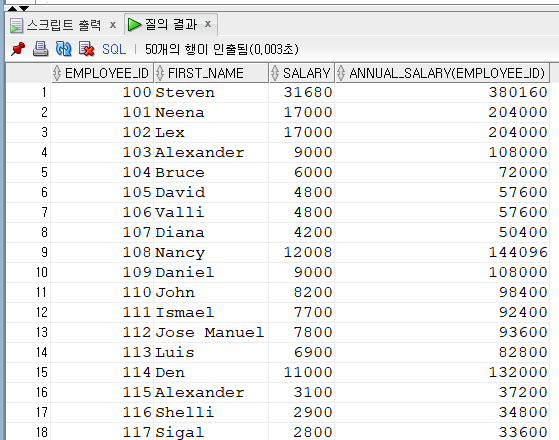 스크립트 출력 × 질의 결과 ×
SQL | 50개의 행이 인출됨(0,003초)
EMPLOYEE_ID FIRST_NAME SALARY ANNUAL_SALARY(EMPLOYEE_ID)
1 100 Steven 31680 380160
2 101 Neena 17000 204000
3 102 Lex 17000 204000
4 103 Alexander 9000 108000
5 104 Bruce 6000 72000
6 105 David 4800 57600
7 106 Valli 4800 57600
8 107 Diana 4200 50400
9 108 Nancy 12008 144096
10 109 Daniel 9000 108000
11 110 John 8200 98400
12 111 Ismael 7700 92400
13 112 Jose Manuel 7800 93600
14 113 Luis 6900 82800
15 114 Den 11000 132000
16 115 Alexander 3100 37200
17 116 Shelli 2900 34800
18 117 Sigal 2800 33600